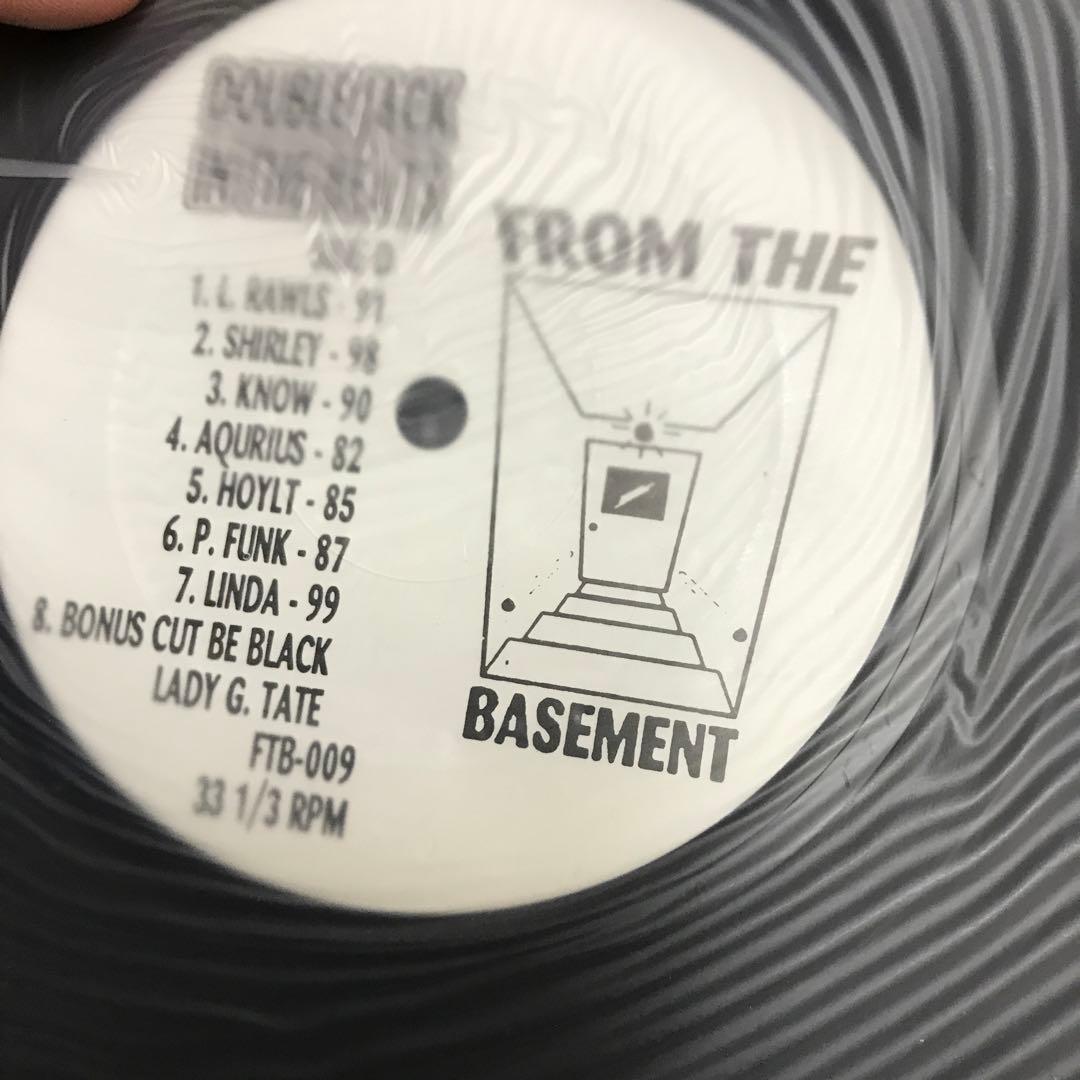 DOUBLE JACK
SIDE
1. L. RAWLS - 91
2. SHIRLEY - 98
3. KNOW - 90
4. AQURIUS - 82
5. HOYLT - 85
6. P. FUNK - 87
7. LINDA - 99
8. BONUS CUT BE BLACK
LADY G. TATE
FTB-009
33 1/3 RPM
FROM THE
BASEMENT